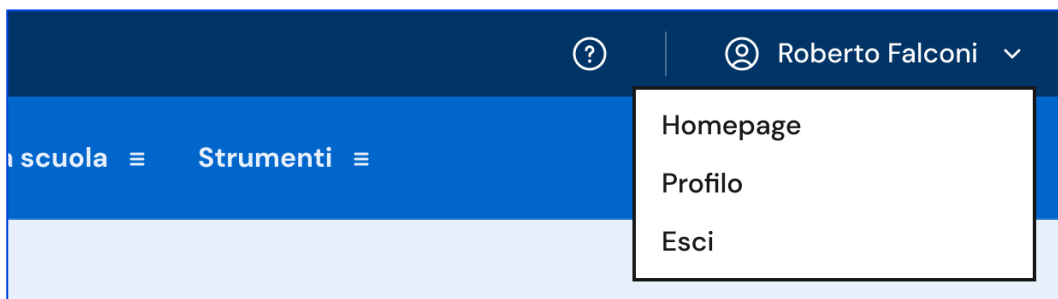 Roberto Falconi
scuola
Strumenti
Homepage
Profilo
Esci